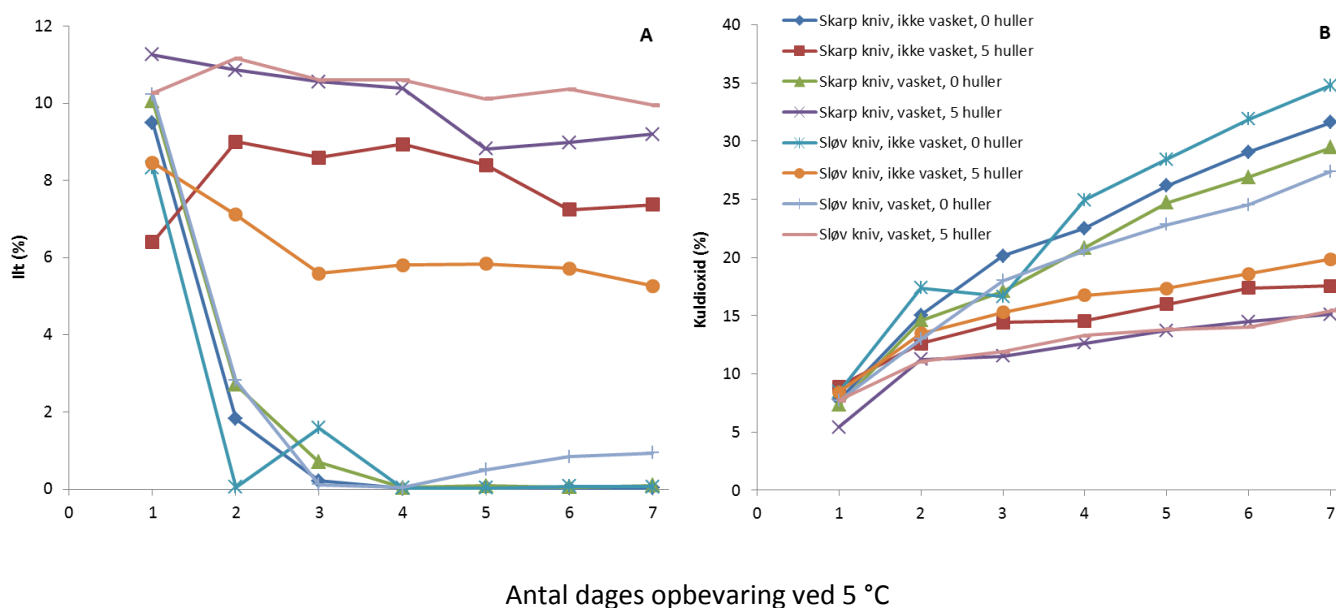 A
Ilt (%)
12
10
8
6
4
2
0
0 1 2 3 4 5 6 7
B
Kuldioxid (%)
40
35
30
25
20
15
10
5
0
0 1 2 3 4 5 6 7
Skarp kniv, ikke vasket, 0 huller
Skarp kniv, ikke vasket, 5 huller
Skarp kniv, vasket, 0 huller
Skarp kniv, vasket, 5 huller
Sløv kniv, ikke vasket, 0 huller
Sløv kniv, ikke vasket, 5 huller
Sløv kniv, vasket, 0 huller
Sløv kniv, vasket, 5 huller
Antal dages opbevaring ved 5 °C